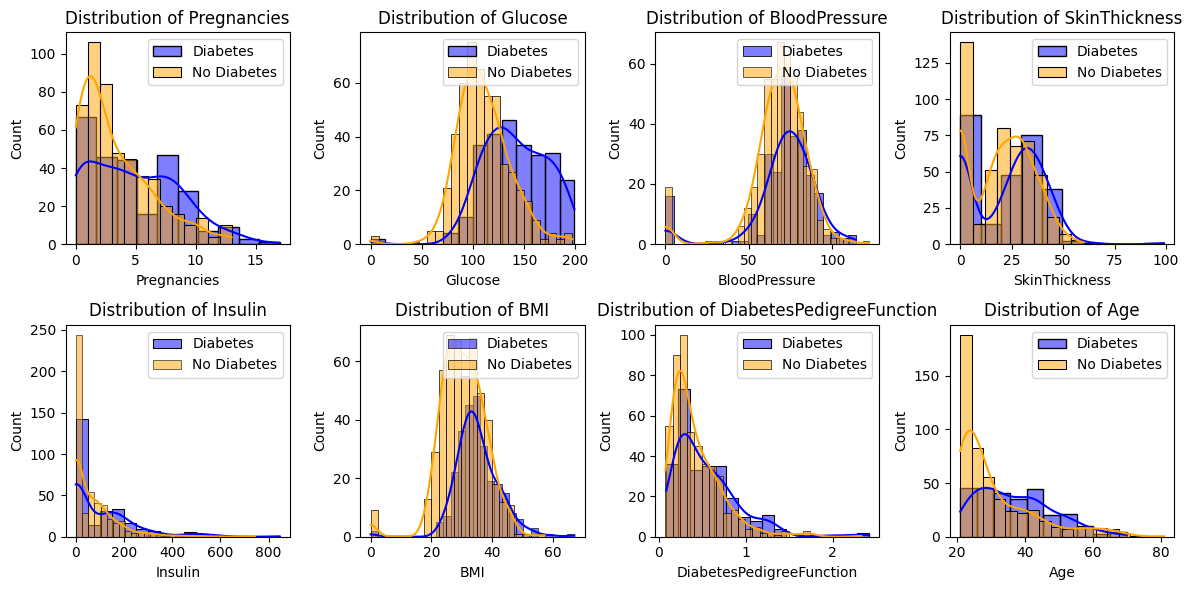 Distribution of Pregnancies
Diabetes
No Diabetes
100
80
60
40
20
0
Count
0 5 10 15
Pregnancies
Distribution of Glucose
Diabetes
No Diabetes
60
40
20
0
Count
0 50 100 150 200
Glucose
Distribution of BloodPressure
Diabetes
No Diabetes
60
40
20
0
Count
0 50 100
BloodPressure
Distribution of SkinThickness
Diabetes
No Diabetes
125
100
75
50
25
0
Count
0 25 50 75 100
SkinThickness
Distribution of Insulin
Diabetes
No Diabetes
250
200
150
100
50
0
Count
0 200 400 600 800
Insulin
Distribution of BMI
Diabetes
No Diabetes
60
40
20
0
Count
0 20 40 60
BMI
Distribution of DiabetesPedigreeFunction
Diabetes
No Diabetes
100
80
60
40
20
0
Count
0 1 2
DiabetesPedigreeFunction
Distribution of Age
Diabetes
No Diabetes
150
100
50
0
Count
20 40 60 80
Age